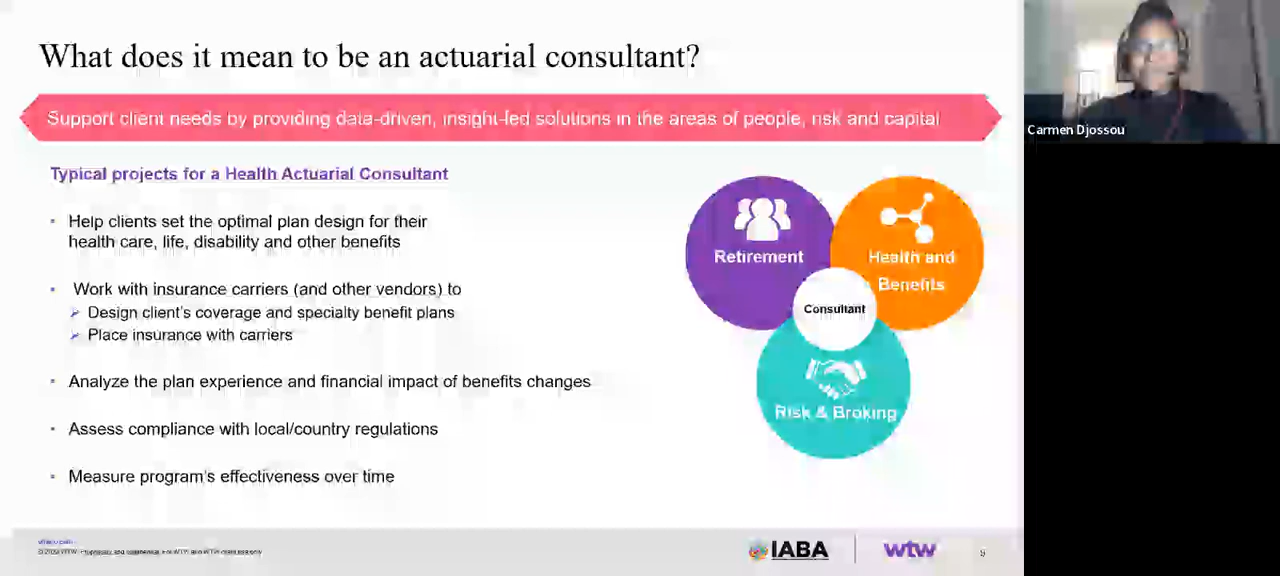 What does it mean to be an actuarial consultant?
Support client needs by providing data-driven, insight-led solutions in the areas of people, risk and capital
Typical projects for a Health Actuarial Consultant
Help clients set the optimal plan design for their
health care, life, disability and other benefits
Work with insurance carriers (and other vendors) to
Design client's coverage and specialty benefit plans
Place insurance with carriers
Analyze the plan experience and financial impact of benefits changes
Assess compliance with local/country regulations
Measure program's effectiveness over time
Retirement
Health and
Benefits
Consultant
Risk & Broking
IABA
wtw
9
Carmen Djossou